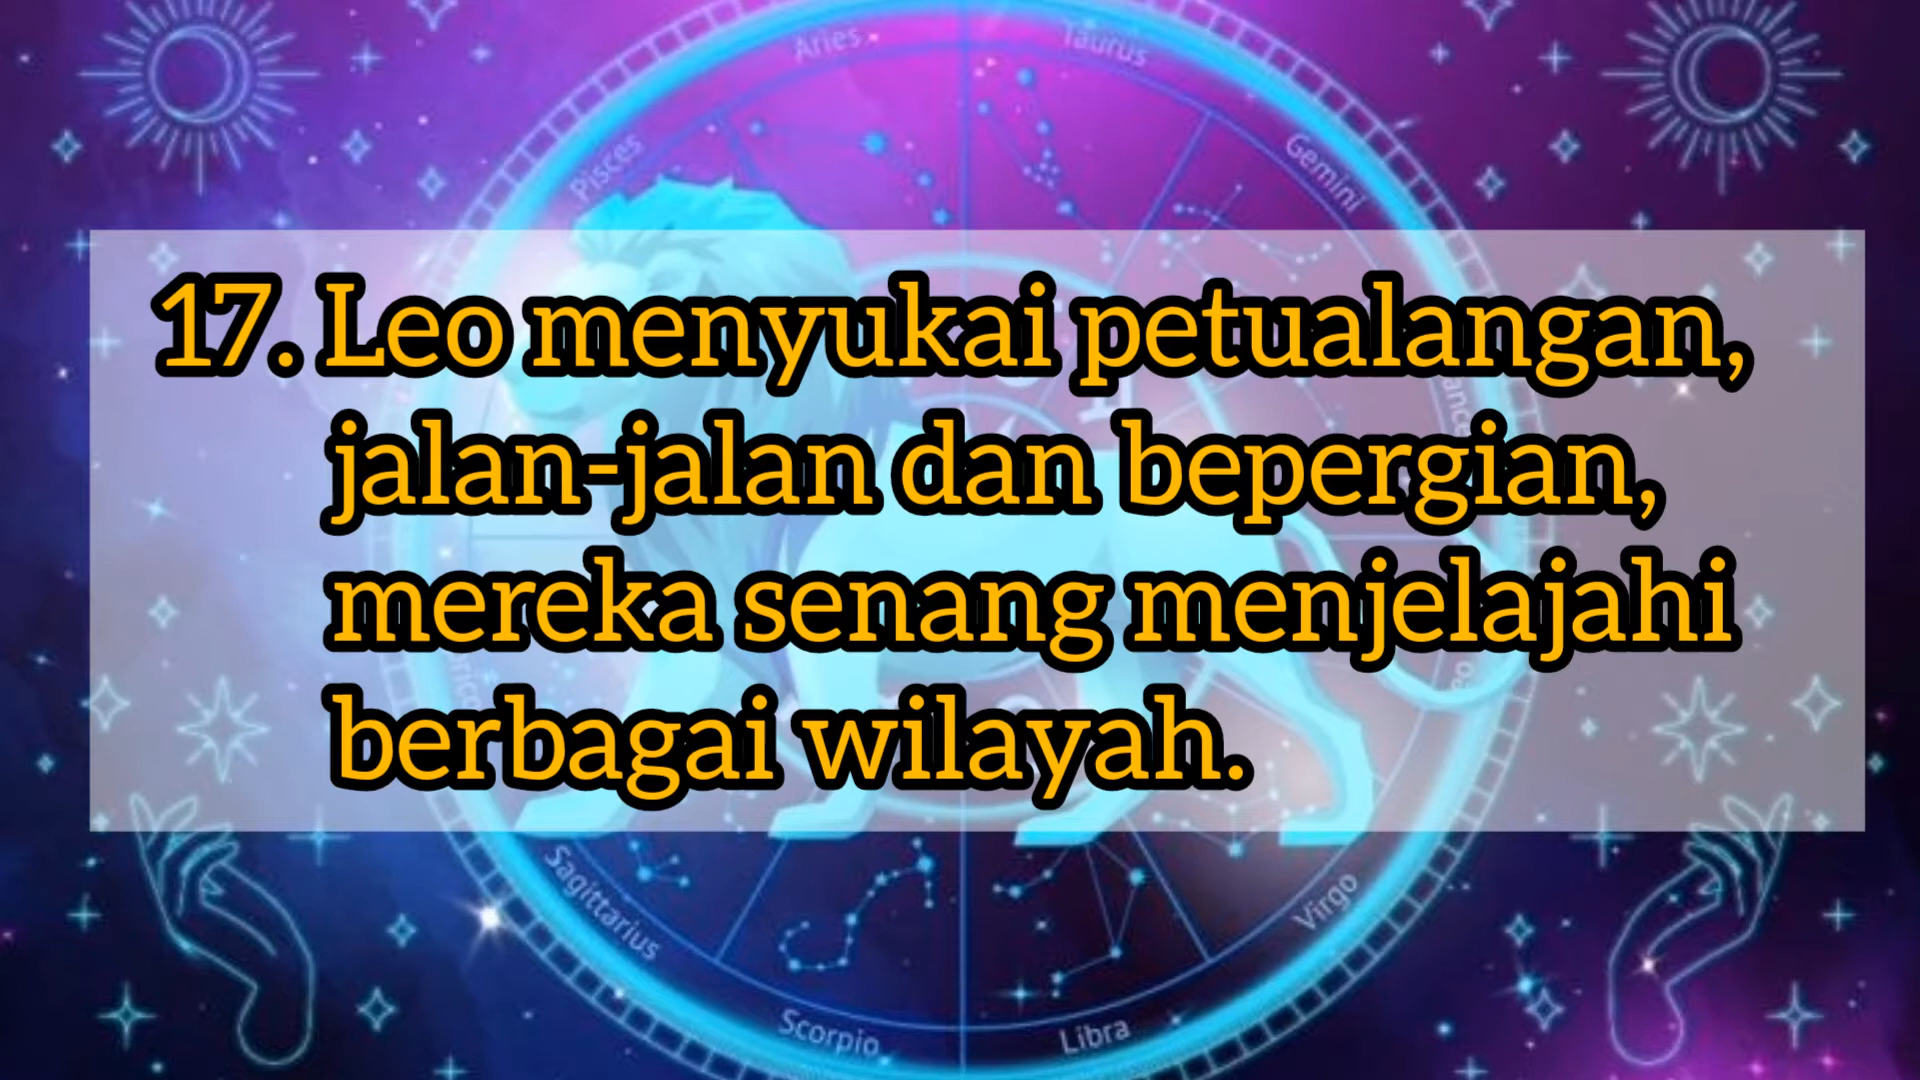 Aries
Taurus
Pisces
Gemini
17. Leo menyukai petualangan,
jalan-jalan dan bepergian,
mereka senang menjelajahi
berbagai wilayah.
Sagittarius
Virgo
Scorpio
Libra